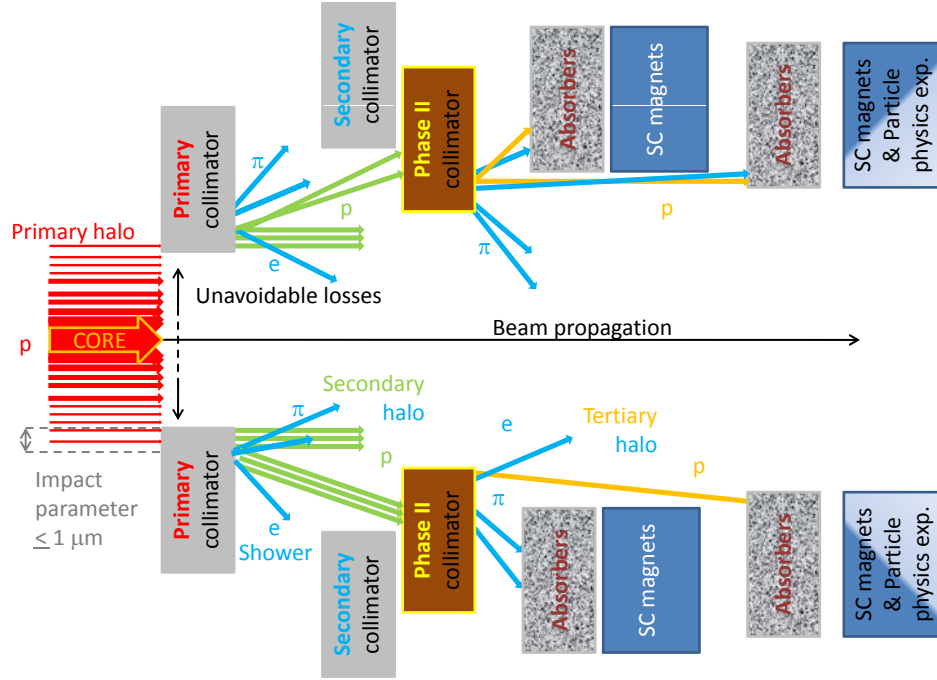 Secondary
collimator
Absorbers
SC magnets
Absorbers
SC magnets
& Particle
physics exp.
Primary
collimator
Phase II
collimator
π
p
p
π
e
Primary halo
Unavoidable losses
Beam propagation
p
CORE
Secondary
halo
Tertiary
halo
π
e
p
p
π
Impact
parameter
≤ 1 μm
Primary
collimator
e
Shower
Phase II
collimator
Secondary
collimator
Absorbers
SC magnets
Absorbers
SC magnets
& Particle
physics exp.